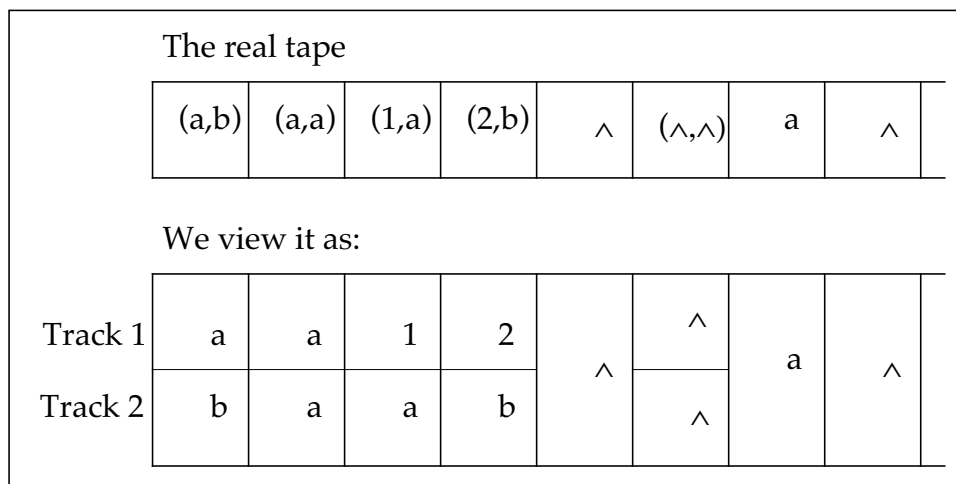 The real tape
(a,b) (a,a) (1,a) (2,b) ^ (^,^) a ^
We view it as:
Track 1 a a 1 2 ^ ^ a ^
Track 2 b a a b ^